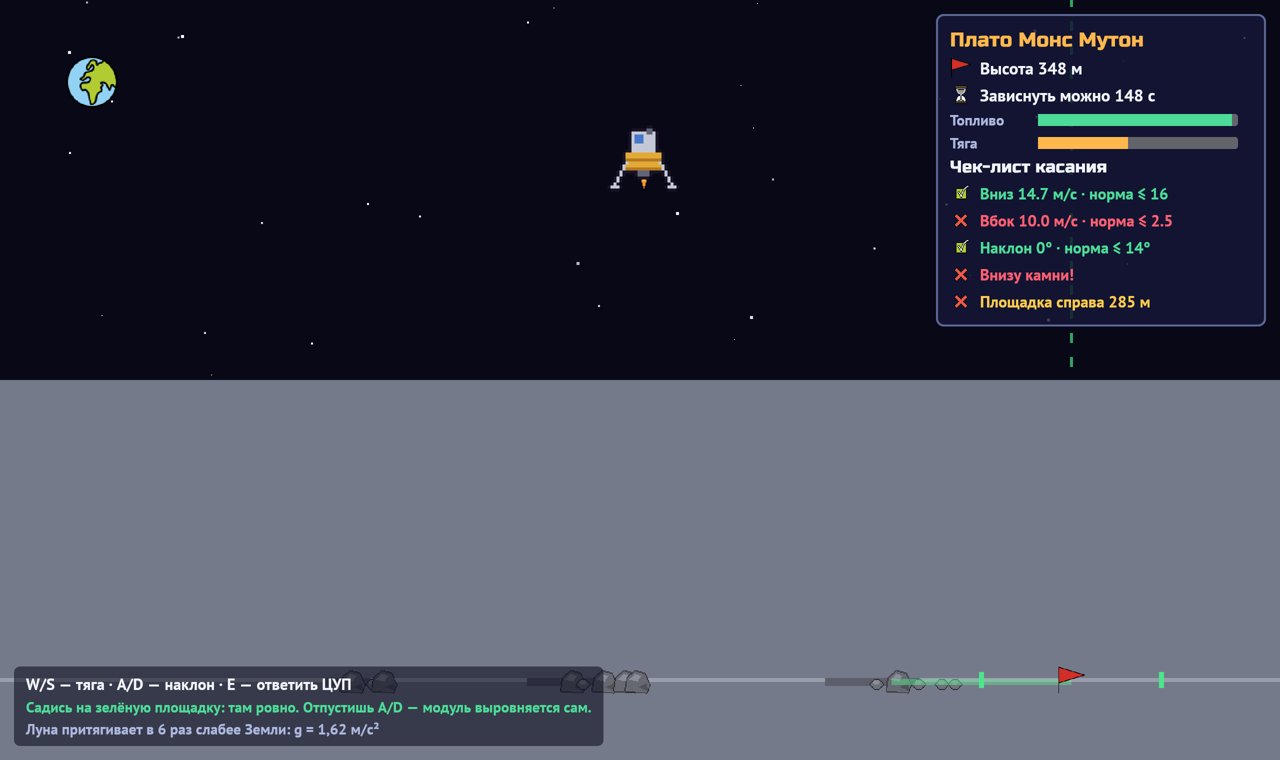 Плато Монс Мутон
Высота 348 м
Зависнуть можно 148 с
Топливо
Тяга
Чек-лист касания
Вниз 14.7 м/с · норма ⩽ 16
Вбок 10.0 м/с · норма ⩽ 2.5
Наклон 0° · норма ⩽ 14°
Внизу камни!
Площадка справа 285 м
W/S — тяга · A/D — наклон · E — ответить ЦУП
Садись на зелёную площадку: там ровно. Отпустишь A/D — модуль выровняется сам.
Луна притягивает в 6 раз слабее Земли: g = 1,62 м/с²